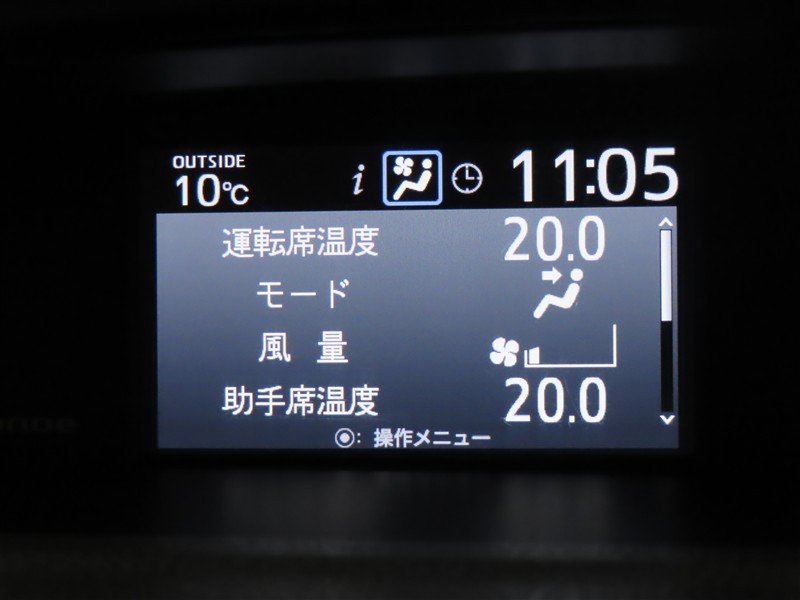 OUTSIDE
10℃
i
11:05
運転席温度 20.0
モード
風 量
助手席温度 20.0
◉: 操作メニュー